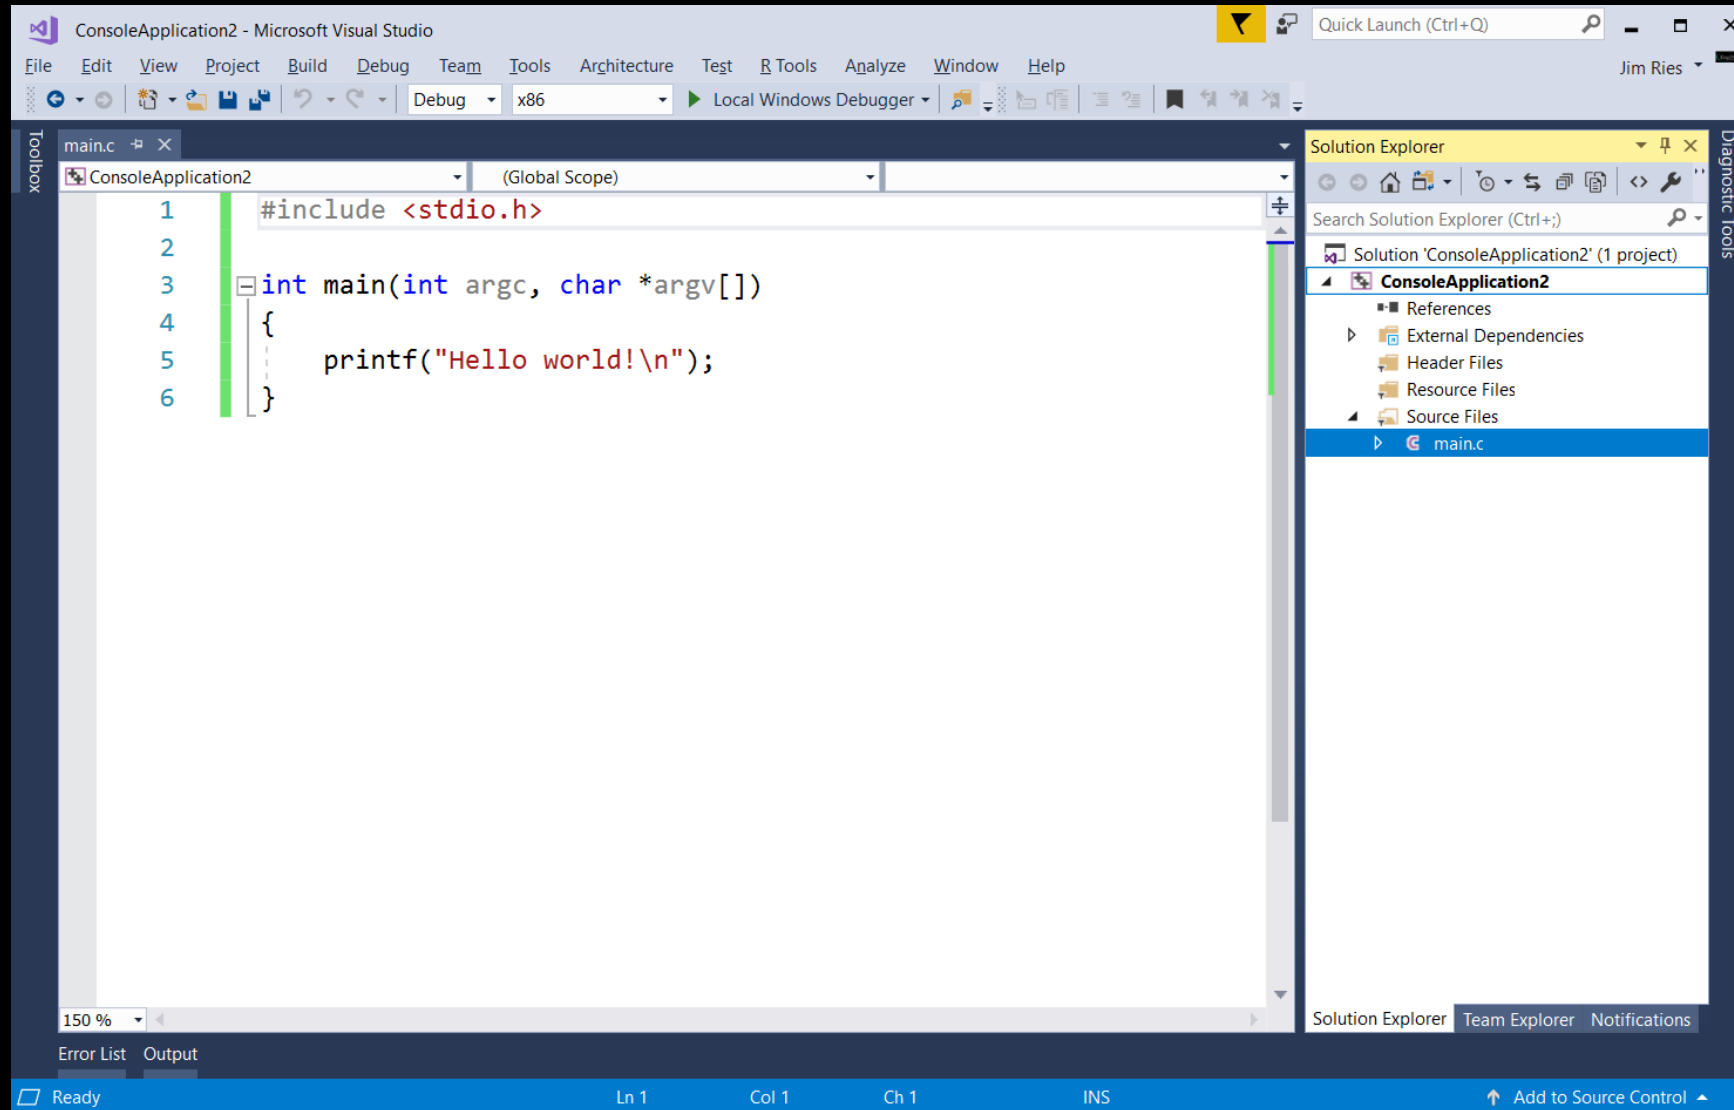 ConsoleApplication2 - Microsoft Visual Studio
Quick Launch (Ctrl+Q)
File Edit View Project Build Debug Team Tools Architecture Test R Tools Analyze Window Help
Jim Ries
Debug x86 Local Windows Debugger
Toolbox
main.c
ConsoleApplication2 (Global Scope)
1 #include <stdio.h>
2
3 int main(int argc, char *argv[])
4 {
5 printf("Hello world!\n");
6 }
150 %
Solution Explorer
Search Solution Explorer (Ctrl+;)
Solution 'ConsoleApplication2' (1 project)
ConsoleApplication2
References
External Dependencies
Header Files
Resource Files
Source Files
main.c
Solution Explorer Team Explorer Notifications
Diagnostic Tools
Error List Output
Ready Ln 1 Col 1 Ch 1 INS Add to Source Control